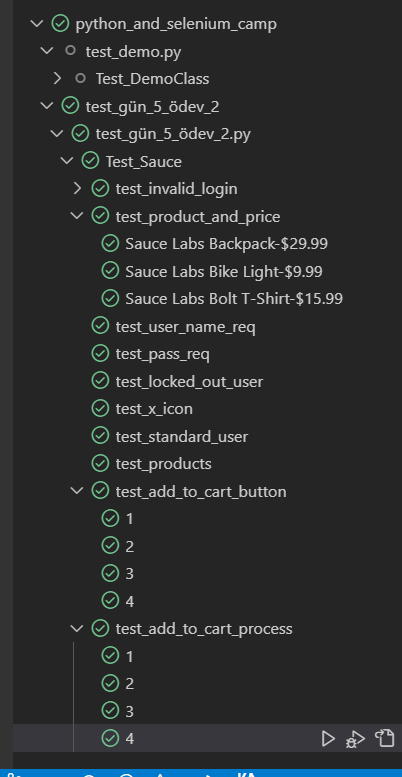 python_and_selenium_camp
test_demo.py
Test_DemoClass
test_gün_5_ödev_2
test_gün_5_ödev_2.py
Test_Sauce
test_invalid_login
test_product_and_price
Sauce Labs Backpack-$29.99
Sauce Labs Bike Light-$9.99
Sauce Labs Bolt T-Shirt-$15.99
test_user_name_req
test_pass_req
test_locked_out_user
test_x_icon
test_standard_user
test_products
test_add_to_cart_button
1
2
3
4
test_add_to_cart_process
1
2
3
4